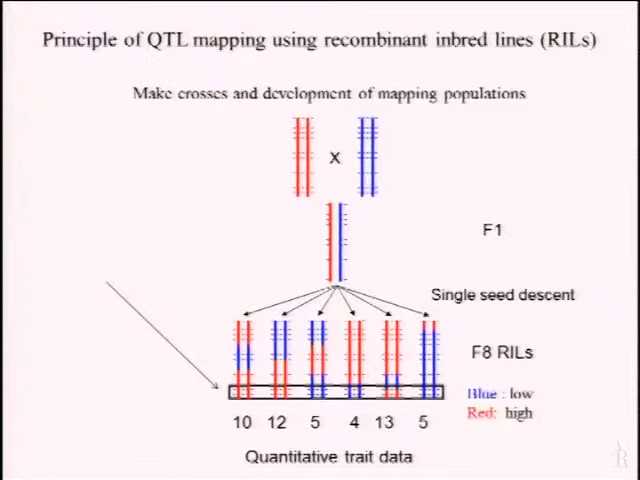 Principle of QTL mapping using recombinant inbred lines (RILs)
Make crosses and development of mapping populations
X
F1
Single seed descent
F8 RILs
Blue : low
Red: high
10 12 5 4 13 5
Quantitative trait data
R